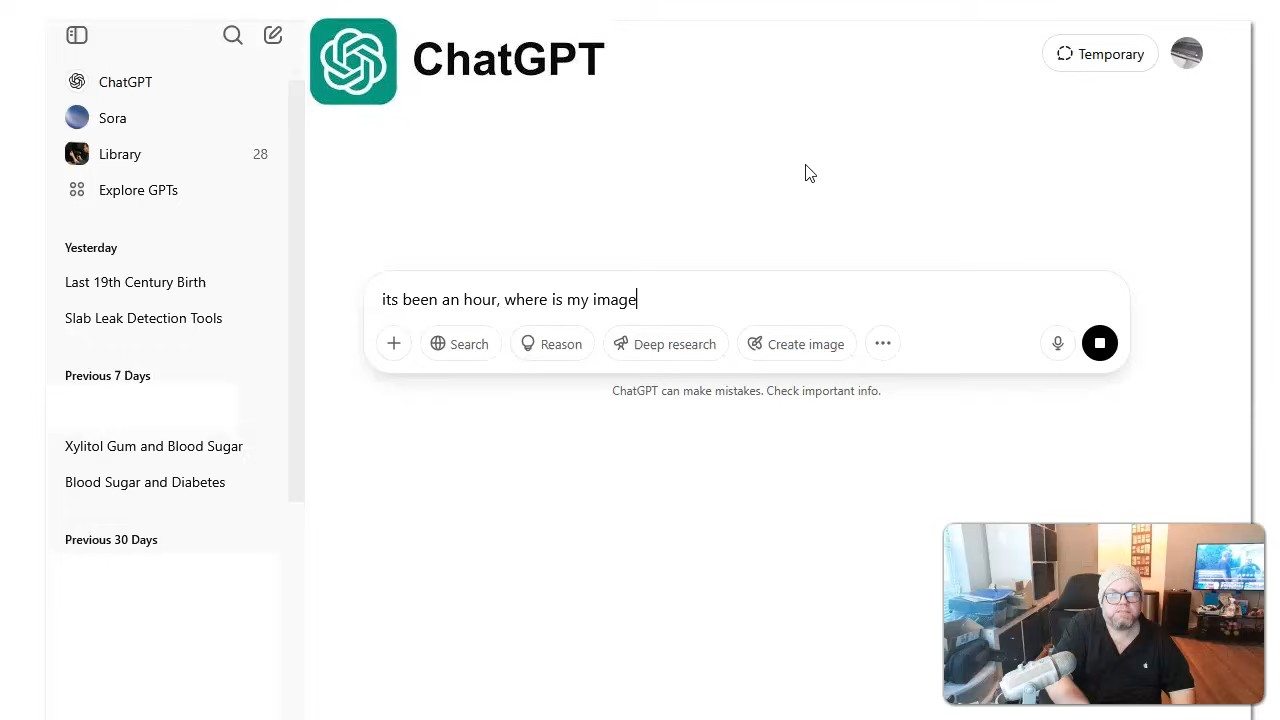 ChatGPT
Temporary
ChatGPT
Sora
Library 28
Explore GPTs
Yesterday
Last 19th Century Birth
Slab Leak Detection Tools
Previous 7 Days
Xylitol Gum and Blood Sugar
Blood Sugar and Diabetes
Previous 30 Days
its been an hour, where is my image
Search Reason Deep research Create image
ChatGPT can make mistakes. Check important info.